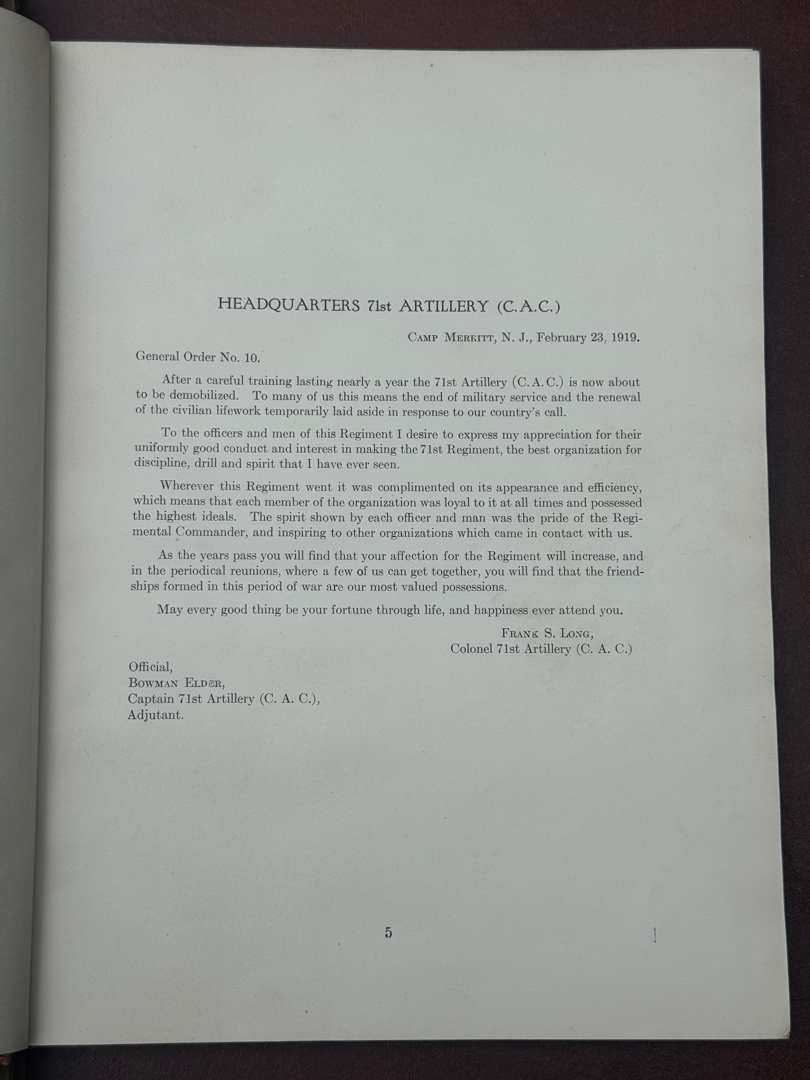 HEADQUARTERS 71st ARTILLERY (C.A.C.)
CAMP MERRITT, N. J., February 23, 1919.
General Order No. 10.
After a careful training lasting nearly a year the 71st Artillery (C. A. C.) is now about
to be demobilized. To many of us this means the end of military service and the renewal
of the civilian lifework temporarily laid aside in response to our country's call.
To the officers and men of this Regiment I desire to express my appreciation for their
uniformly good conduct and interest in making the 71st Regiment, the best organization for
discipline, drill and spirit that I have ever seen.
Wherever this Regiment went it was complimented on its appearance and efficiency,
which means that each member of the organization was loyal to it at all times and possessed
the highest ideals. The spirit shown by each officer and man was the pride of the Regi-
mental Commander, and inspiring to other organizations which came in contact with us.
As the years pass you will find that your affection for the Regiment will increase, and
in the periodical reunions, where a few of us can get together, you will find that the friend-
ships formed in this period of war are our most valued possessions.
May every good thing be your fortune through life, and happiness ever attend you.
FRANK S. LONG,
Colonel 71st Artillery (C. A. C.)
Official,
BOWMAN ELDER,
Captain 71st Artillery (C. A. C.),
Adjutant.
5